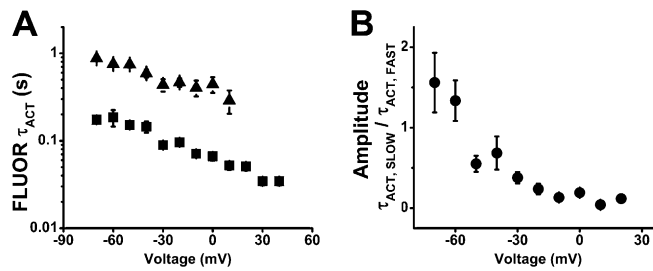 A
FLUOR τACT (s)
1
0.1
0.01
-90 -60 -30 0 30 60
Voltage (mV)
B
Amplitude
τACT, SLOW / τACT, FAST
2
1
0
-60 -30 0 30
Voltage (mV)